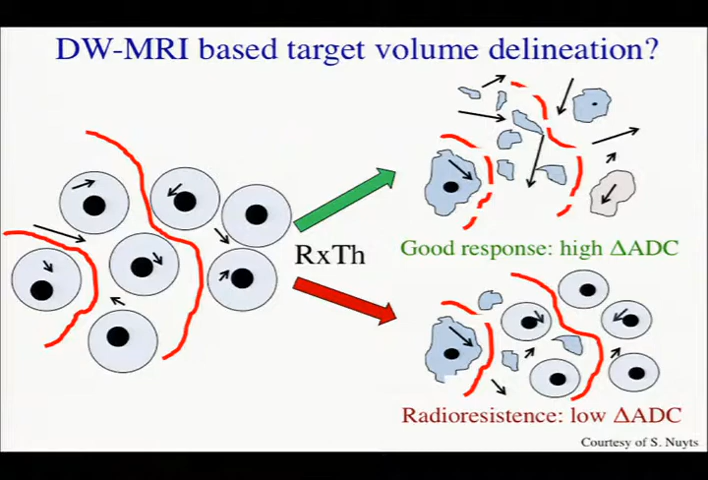 DW-MRI based target volume delineation?
RxTh
Good response: high ΔADC
Radioresistence: low ΔADC
Courtesy of S. Nuyts